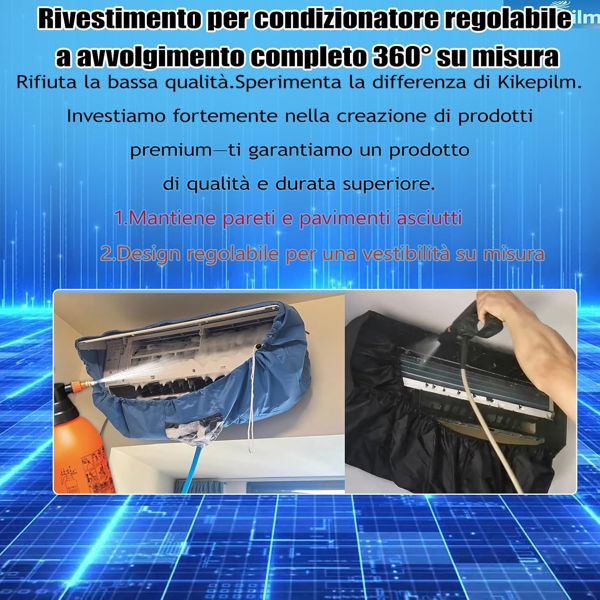 Rivestimento per condizionatore regolabile
a avvolgimento completo 360° su misura
Rifiuta la bassa qualità.Sperimenta la differenza di Kikepilm.
Investiamo fortemente nella creazione di prodotti
premium—ti garantiamo un prodotto
di qualità e durata superiore.
1.Mantiene pareti e pavimenti asciutti
2.Design regolabile per una vestibilità su misura